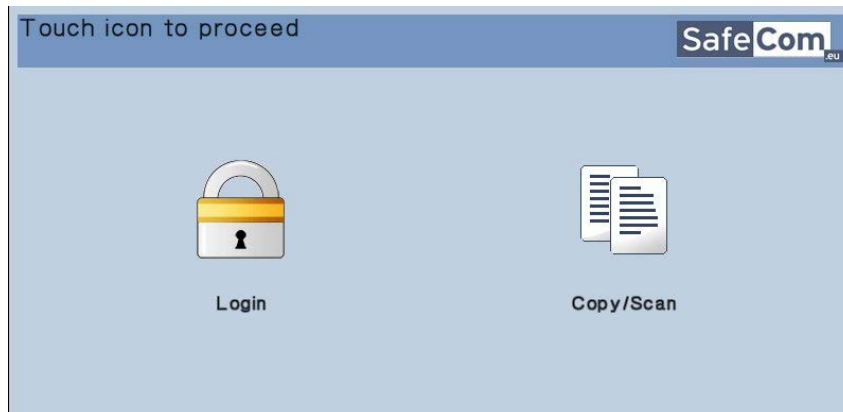 Touch icon to proceed
SafeCom
.eu
Login
Copy/Scan